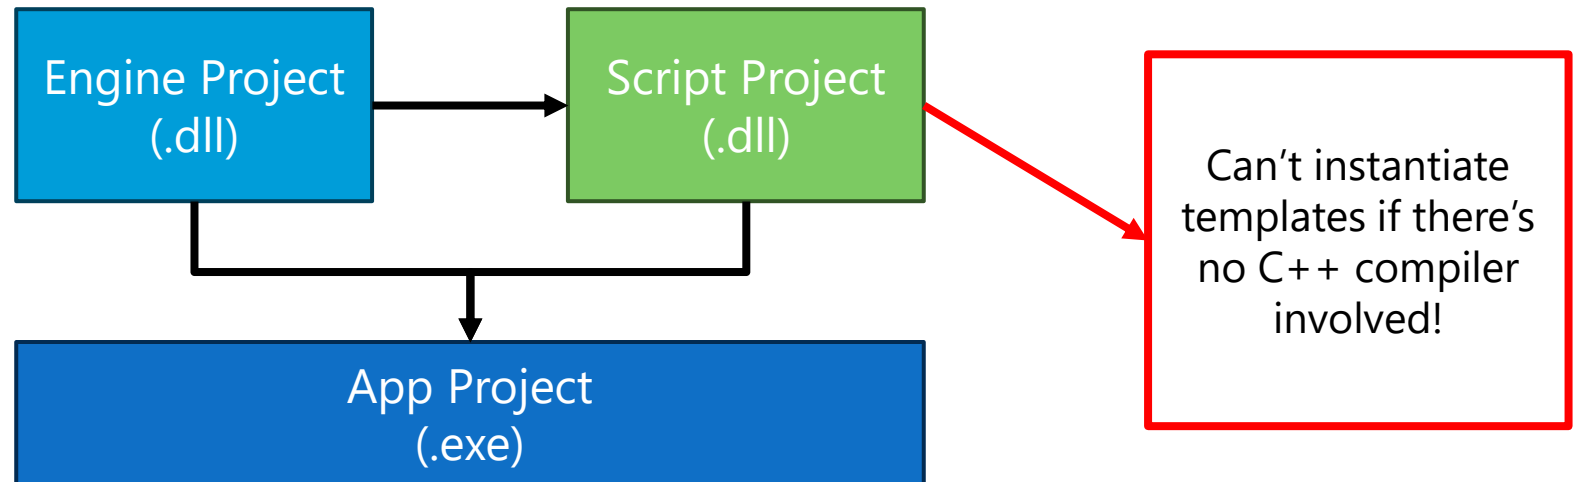 Engine Project
(.dll)
Script Project
(.dll)
Can’t instantiate
templates if there’s
no C++ compiler
involved!
App Project
(.exe)